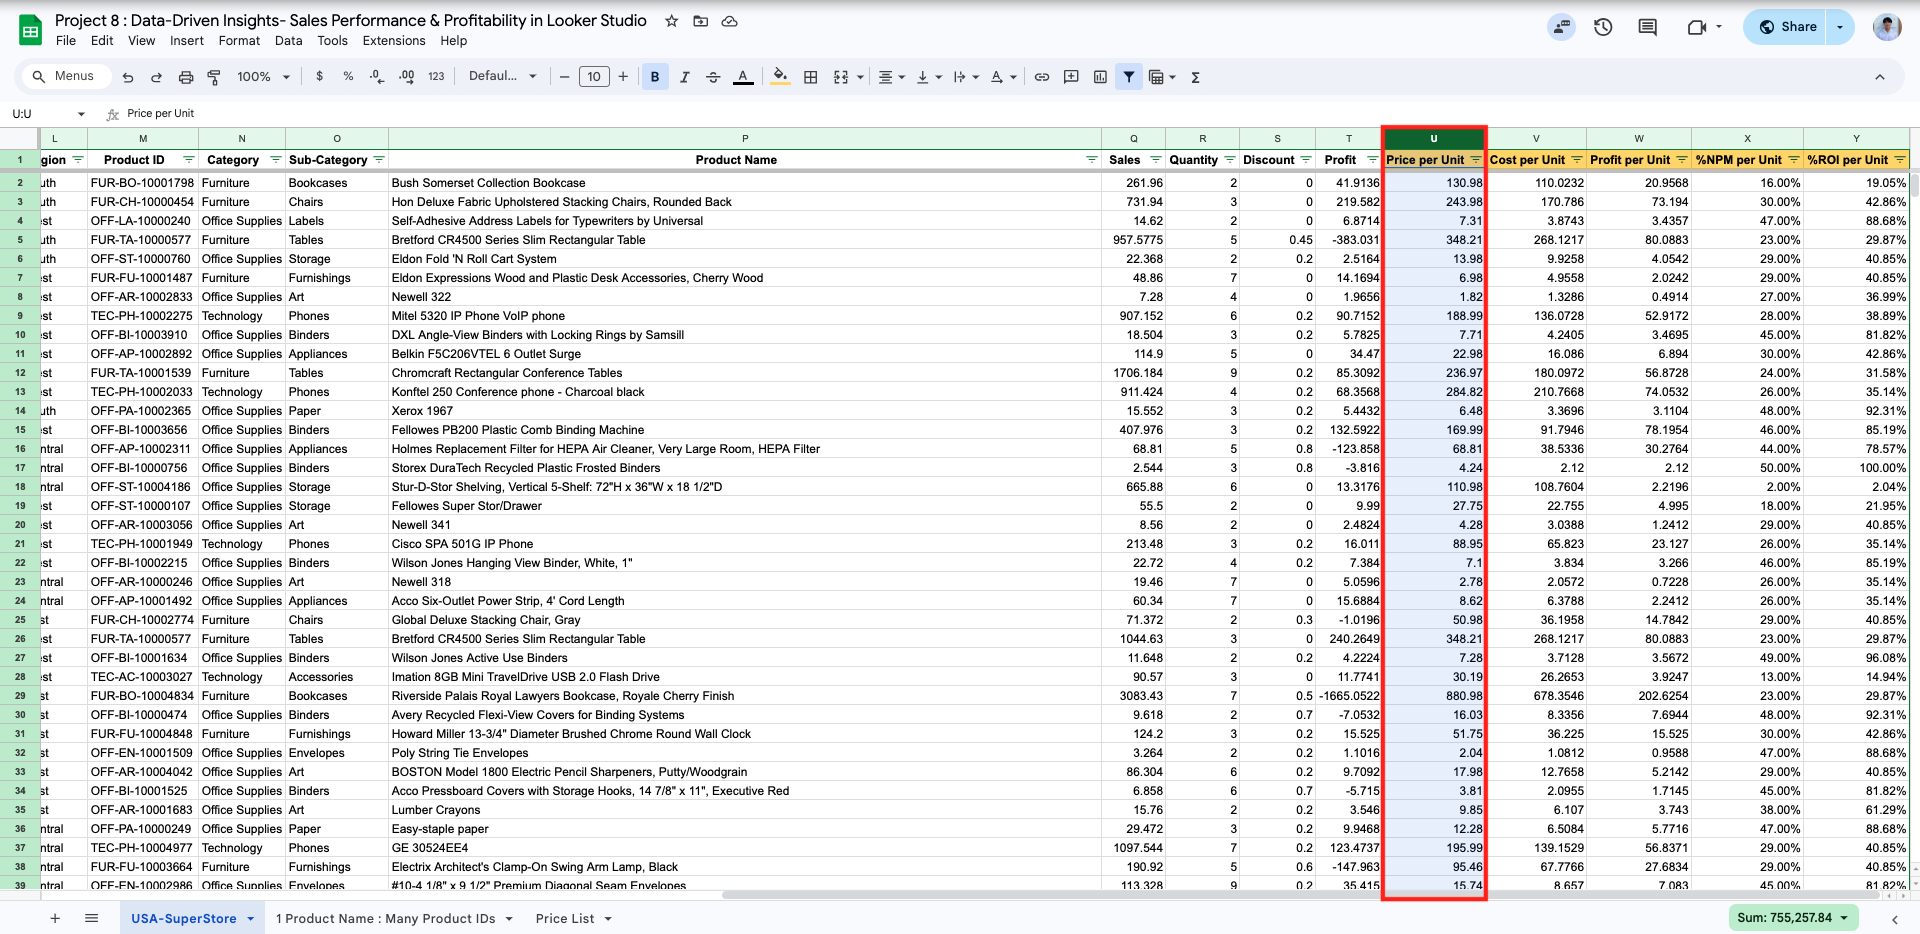 Project 8 : Data-Driven Insights- Sales Performance & Profitability in Looker Studio
File Edit View Insert Format Data Tools Extensions Help
Share
Menus 100% $ % .0 .00 123 Defaul... 10 B I A A Σ
U:U fx Price per Unit
L M N O P Q R S T U V W X Y
1 gion Product ID Category Sub-Category Product Name Sales Quantity Discount Profit Price per Unit Cost per Unit Profit per Unit %NPM per Unit %ROI per Unit
2 uth FUR-BO-10001798 Furniture Bookcases Bush Somerset Collection Bookcase 261.96 2 0 41.9136 130.98 110.0232 20.9568 16.00% 19.05%
3 uth FUR-CH-10000454 Furniture Chairs Hon Deluxe Fabric Upholstered Stacking Chairs, Rounded Back 731.94 3 0 219.582 243.98 170.786 73.194 30.00% 42.86%
4 est OFF-LA-10000240 Office Supplies Labels Self-Adhesive Address Labels for Typewriters by Universal 14.62 2 0 6.8714 7.31 3.8743 3.4357 47.00% 88.68%
5 uth FUR-TA-10000577 Furniture Tables Bretford CR4500 Series Slim Rectangular Table 957.5775 5 0.45 -383.031 348.21 268.1217 80.0883 23.00% 29.87%
6 uth OFF-ST-10000760 Office Supplies Storage Eldon Fold 'N Roll Cart System 22.368 2 0.2 2.5164 13.98 9.9258 4.0542 29.00% 40.85%
7 est FUR-FU-10001487 Furniture Furnishings Eldon Expressions Wood and Plastic Desk Accessories, Cherry Wood 48.86 7 0 14.1694 6.98 4.9558 2.0242 29.00% 40.85%
8 est OFF-AR-10002833 Office Supplies Art Newell 322 7.28 4 0 1.9656 1.82 1.3286 0.4914 27.00% 36.99%
9 est TEC-PH-10002275 Technology Phones Mitel 5320 IP Phone VoIP phone 907.152 6 0.2 90.7152 188.99 136.0728 52.9172 28.00% 38.89%
10 est OFF-BI-10003910 Office Supplies Binders DXL Angle-View Binders with Locking Rings by Samsill 18.504 3 0.2 5.7825 7.71 4.2405 3.4695 45.00% 81.82%
11 est OFF-AP-10002892 Office Supplies Appliances Belkin F5C206VTEL 6 Outlet Surge 114.9 5 0 34.47 22.98 16.086 6.894 30.00% 42.86%
12 est FUR-TA-10001539 Furniture Tables Chromcraft Rectangular Conference Tables 1706.184 9 0.2 85.3092 236.97 180.0972 56.8728 24.00% 31.58%
13 est TEC-PH-10002033 Technology Phones Konftel 250 Conference phone - Charcoal black 911.424 4 0.2 68.3568 284.82 210.7668 74.0532 26.00% 35.14%
14 uth OFF-PA-10002365 Office Supplies Paper Xerox 1967 15.552 3 0.2 5.4432 6.48 3.3696 3.1104 48.00% 92.31%
15 est OFF-BI-10003656 Office Supplies Binders Fellowes PB200 Plastic Comb Binding Machine 407.976 3 0.2 132.5922 169.99 91.7946 78.1954 46.00% 85.19%
16 ntral OFF-AP-10002311 Office Supplies Appliances Holmes Replacement Filter for HEPA Air Cleaner, Very Large Room, HEPA Filter 68.81 5 0.8 -123.858 68.81 38.5336 30.2764 44.00% 78.57%
17 ntral OFF-BI-10000756 Office Supplies Binders Storex DuraTech Recycled Plastic Frosted Binders 2.544 3 0.8 -3.816 4.24 2.12 2.12 50.00% 100.00%
18 ntral OFF-ST-10004186 Office Supplies Storage Stur-D-Stor Shelving, Vertical 5-Shelf: 72"H x 36"W x 18 1/2"D 665.88 6 0 13.3176 110.98 108.7604 2.2196 2.00% 2.04%
19 est OFF-ST-10000107 Office Supplies Storage Fellowes Super Stor/Drawer 55.5 2 0 9.99 27.75 22.755 4.995 18.00% 21.95%
20 est OFF-AR-10003056 Office Supplies Art Newell 341 8.56 2 0 2.4824 4.28 3.0388 1.2412 29.00% 40.85%
21 est TEC-PH-10001949 Technology Phones Cisco SPA 501G IP Phone 213.48 3 0.2 16.011 88.95 65.823 23.127 26.00% 35.14%
22 est OFF-BI-10002215 Office Supplies Binders Wilson Jones Hanging View Binder, White, 1" 22.72 4 0.2 7.384 7.1 3.834 3.266 46.00% 85.19%
23 ntral OFF-AR-10000246 Office Supplies Art Newell 318 19.46 7 0 5.0596 2.78 2.0572 0.7228 26.00% 35.14%
24 ntral OFF-AP-10001492 Office Supplies Appliances Acco Six-Outlet Power Strip, 4' Cord Length 60.34 7 0 15.6884 8.62 6.3788 2.2412 26.00% 35.14%
25 st FUR-CH-10002774 Furniture Chairs Global Deluxe Stacking Chair, Gray 71.372 2 0.3 -1.0196 50.98 36.1958 14.7842 29.00% 40.85%
26 est FUR-TA-10000577 Furniture Tables Bretford CR4500 Series Slim Rectangular Table 1044.63 3 0 240.2649 348.21 268.1217 80.0883 23.00% 29.87%
27 est OFF-BI-10001634 Office Supplies Binders Wilson Jones Active Use Binders 11.648 2 0.2 4.2224 7.28 3.7128 3.5672 49.00% 96.08%
28 est TEC-AC-10003027 Technology Accessories Imation 8GB Mini TravelDrive USB 2.0 Flash Drive 90.57 3 0 11.7741 30.19 26.2653 3.9247 13.00% 14.94%
29 st FUR-BO-10004834 Furniture Bookcases Riverside Palais Royal Lawyers Bookcase, Royale Cherry Finish 3083.43 7 0.5 -1665.0522 880.98 678.3546 202.6254 23.00% 29.87%
30 st OFF-BI-10000474 Office Supplies Binders Avery Recycled Flexi-View Covers for Binding Systems 9.618 2 0.7 -7.0532 16.03 8.3356 7.6944 48.00% 92.31%
31 st FUR-FU-10004848 Furniture Furnishings Howard Miller 13-3/4" Diameter Brushed Chrome Round Wall Clock 124.2 3 0.2 15.525 51.75 36.225 15.525 30.00% 42.86%
32 st OFF-EN-10001509 Office Supplies Envelopes Poly String Tie Envelopes 3.264 2 0.2 1.1016 2.04 1.0812 0.9588 47.00% 88.68%
33 st OFF-AR-10004042 Office Supplies Art BOSTON Model 1800 Electric Pencil Sharpeners, Putty/Woodgrain 86.304 6 0.2 9.7092 17.98 12.7658 5.2142 29.00% 40.85%
34 st OFF-BI-10001525 Office Supplies Binders Acco Pressboard Covers with Storage Hooks, 14 7/8" x 11", Executive Red 6.858 6 0.7 -5.715 3.81 2.0955 1.7145 45.00% 81.82%
35 st OFF-AR-10001683 Office Supplies Art Lumber Crayons 15.76 2 0.2 3.546 9.85 6.107 3.743 38.00% 61.29%
36 ntral OFF-PA-10000249 Office Supplies Paper Easy-staple paper 29.472 3 0.2 9.9468 12.28 6.5084 5.7716 47.00% 88.68%
37 ntral TEC-PH-10004977 Technology Phones GE 30524EE4 1097.544 7 0.2 123.4737 195.99 139.1529 56.8371 29.00% 40.85%
38 ntral FUR-FU-10003664 Furniture Furnishings Electrix Architect's Clamp-On Swing Arm Lamp, Black 190.92 5 0.6 -147.963 95.46 67.7766 27.6834 29.00% 40.85%
39 ntral OFF-EN-10002986 Office Supplies Envelopes #10-4 1/8" x 9 1/2" Premium Diagonal Seam Envelopes 113.328 9 0.2 35.415 15.74 8.657 7.083 45.00% 81.82%
USA-SuperStore 1 Product Name : Many Product IDs Price List Sum: 755,257.84